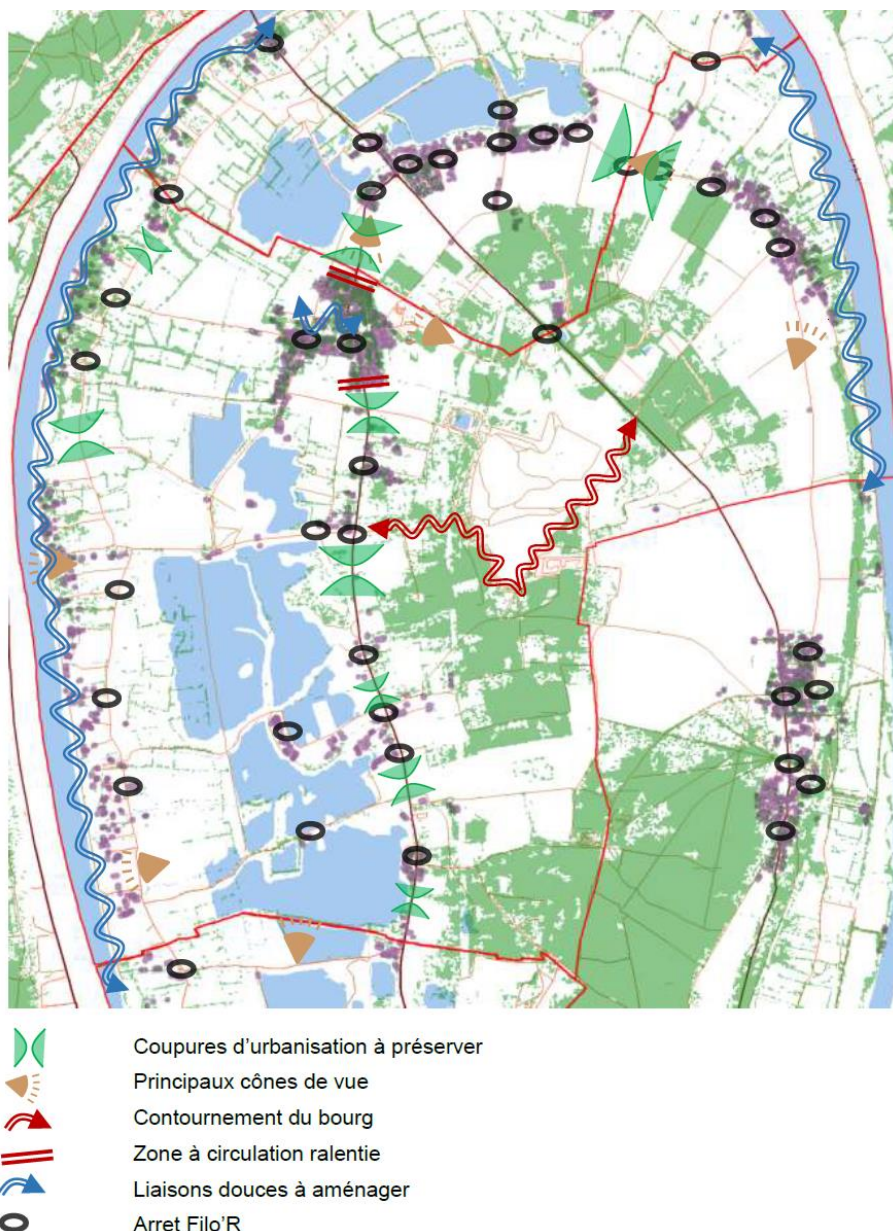 Coupures d'urbanisation à préserver
Principaux cônes de vue
Contournement du bourg
Zone à circulation ralentie
Liaisons douces à aménager
Arret Filo'R